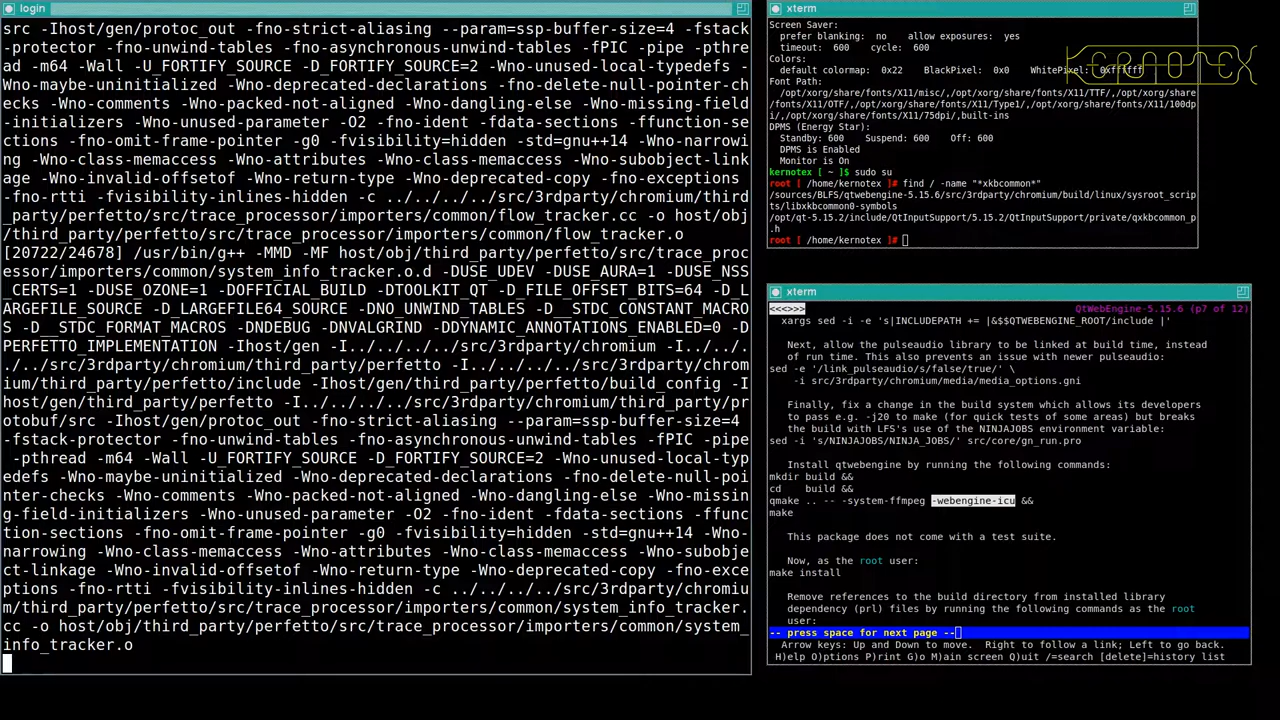 login
src -Ihost/gen/protoc_out -fno-strict-aliasing --param=ssp-buffer-size=4 -fstack
-protector -fno-unwind-tables -fno-asynchronous-unwind-tables -fPIC -pipe -pthre
ad -m64 -Wall -U_FORTIFY_SOURCE -D_FORTIFY_SOURCE=2 -Wno-unused-local-typedefs -
Wno-maybe-uninitialized -Wno-deprecated-declarations -fno-delete-null-pointer-ch
ecks -Wno-comments -Wno-packed-not-aligned -Wno-dangling-else -Wno-missing-field
-initializers -Wno-unused-parameter -O2 -fno-ident -fdata-sections -ffunction-se
ctions -fno-omit-frame-pointer -g0 -fvisibility=hidden -std=gnu++14 -Wno-narrowi
ng -Wno-class-memaccess -Wno-attributes -Wno-class-memaccess -Wno-subobject-link
age -Wno-invalid-offsetof -Wno-return-type -Wno-deprecated-copy -fno-exceptions 
-fno-rtti -fvisibility-inlines-hidden -c ../../../../src/3rdparty/chromium/third
_party/perfetto/src/trace_processor/importers/common/flow_tracker.cc -o host/obj
/third_party/perfetto/src/trace_processor/importers/common/flow_tracker.o
[20722/24678] /usr/bin/g++ -MMD -MF host/obj/third_party/perfetto/src/trace_proc
essor/importers/common/system_info_tracker.o.d -DUSE_UDEV -DUSE_AURA=1 -DUSE_NSS
_CERTS=1 -DUSE_OZONE=1 -DOFFICIAL_BUILD -DTOOLKIT_QT -D_FILE_OFFSET_BITS=64 -D_L
ARGEFILE_SOURCE -D_LARGEFILE64_SOURCE -DNO_UNWIND_TABLES -D__STDC_CONSTANT_MACRO
S -D__STDC_FORMAT_MACROS -DNDEBUG -DNVALGRIND -DDYNAMIC_ANNOTATIONS_ENABLED=0 -D
PERFETTO_IMPLEMENTATION -Ihost/gen -I../../../../src/3rdparty/chromium -I../../.
./../src/3rdparty/chromium/third_party/perfetto -I../../../../src/3rdparty/chrom
ium/third_party/perfetto/include -Ihost/gen/third_party/perfetto/build_config -I
host/gen/third_party/perfetto -I../../../../src/3rdparty/chromium/third_party/pr
otobuf/src -Ihost/gen/protoc_out -fno-strict-aliasing --param=ssp-buffer-size=4 
-fstack-protector -fno-unwind-tables -fno-asynchronous-unwind-tables -fPIC -pipe
 -pthread -m64 -Wall -U_FORTIFY_SOURCE -D_FORTIFY_SOURCE=2 -Wno-unused-local-typ
edefs -Wno-maybe-uninitialized -Wno-deprecated-declarations -fno-delete-null-poi
nter-checks -Wno-comments -Wno-packed-not-aligned -Wno-dangling-else -Wno-missin
g-field-initializers -Wno-unused-parameter -O2 -fno-ident -fdata-sections -ffunc
tion-sections -fno-omit-frame-pointer -g0 -fvisibility=hidden -std=gnu++14 -Wno-
narrowing -Wno-class-memaccess -Wno-attributes -Wno-class-memaccess -Wno-subobje
ct-linkage -Wno-invalid-offsetof -Wno-return-type -Wno-deprecated-copy -fno-exce
ptions -fno-rtti -fvisibility-inlines-hidden -c ../../../../src/3rdparty/chromiu
m/third_party/perfetto/src/trace_processor/importers/common/system_info_tracker.
cc -o host/obj/third_party/perfetto/src/trace_processor/importers/common/system_
info_tracker.o
xterm
Screen Saver:
prefer blanking: no allow exposures: yes
timeout: 600 cycle: 600
Colors:
default colormap: 0x22 BlackPixel: 0x0 WhitePixel: 0xffffff
KERNOTEX
Font Path:
/opt/xorg/share/fonts/X11/misc/,/opt/xorg/share/fonts/X11/TTF/,/opt/xorg/share
/fonts/X11/OTF/,/opt/xorg/share/fonts/X11/Type1/,/opt/xorg/share/fonts/X11/100dp
i/,/opt/xorg/share/fonts/X11/75dpi/,built-ins
DPMS (Energy Star):
Standby: 600 Suspend: 600 Off: 600
DPMS is Enabled
Monitor is On
kernotex [ ~ ]$ sudo su
root [ /home/kernotex ]# find / -name "*xkbcommon*"
/sources/BLFS/qtwebengine-5.15.6/src/3rdparty/chromium/build/linux/sysroot_scrip
ts/libxkbcommon0-symbols
/opt/qt-5.15.2/include/QtInputSupport/5.15.2/QtInputSupport/private/qxkbcommon_p
.h
root [ /home/kernotex ]#
xterm
<<<>>> QtWebEngine-5.15.6 (p7 of 12)
xargs sed -i -e 's|INCLUDEPATH += |&$$QTWEBENGINE_ROOT/include |'
Next, allow the pulseaudio library to be linked at build time, instead
of run time. This also prevents an issue with newer pulseaudio:
sed -e '/link_pulseaudio/s/false/true/' \
-i src/3rdparty/chromium/media/media_options.gni
Finally, fix a change in the build system which allows its developers
to pass e.g. -j20 to make (for quick tests of some areas) but breaks
the build with LFS's use of the NINJAJOBS environment variable:
sed -i 's/NINJAJOBS/NINJA_JOBS/' src/core/gn_run.pro
Install qtwebengine by running the following commands:
mkdir build &&
cd build &&
qmake .. -- -system-ffmpeg -webengine-icu &&
make
This package does not come with a test suite.
Now, as the root user:
make install
Remove references to the build directory from installed library
dependency (prl) files by running the following commands as the root
user:
-- press space for next page --
Arrow keys: Up and Down to move. Right to follow a link; Left to go back.
H)elp O)ptions P)rint G)o M)ain screen Q)uit /=search [delete]=history list